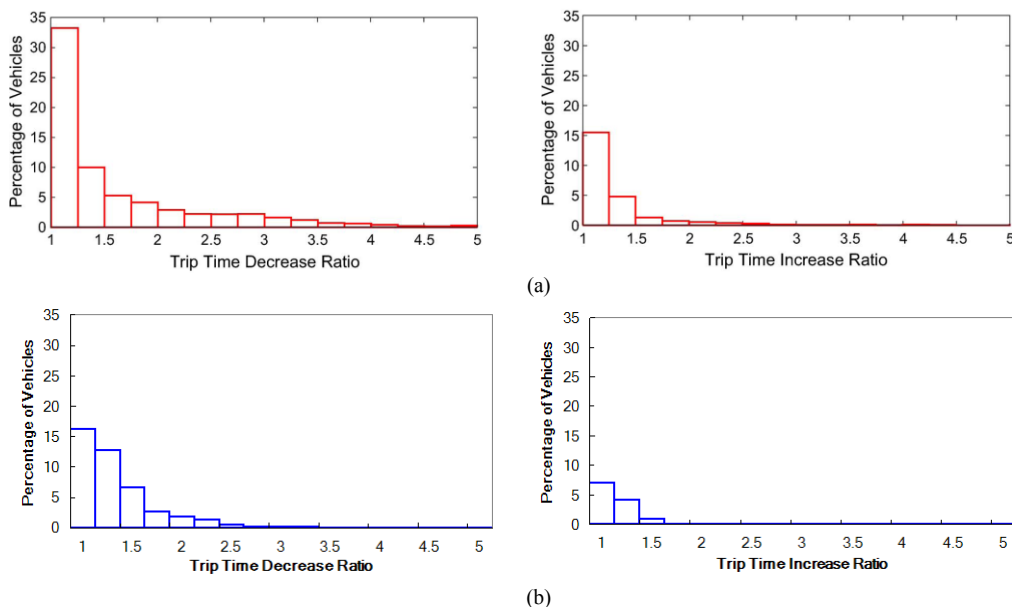 35
30
25
20
15
10
5
0
Percentage of Vehicles
1 1.5 2 2.5 3 3.5 4 4.5 5
Trip Time Decrease Ratio
35
30
25
20
15
10
5
0
Percentage of Vehicles
1 1.5 2 2.5 3 3.5 4 4.5 5
Trip Time Increase Ratio
(a)
35
30
25
20
15
10
5
0
Percentage of Vehicles
1 1.5 2 2.5 3 3.5 4 4.5 5
Trip Time Decrease Ratio
35
30
25
20
15
10
5
0
Percentage of Vehicles
1 1.5 2 2.5 3 3.5 4 4.5 5
Trip Time Increase Ratio
(b)